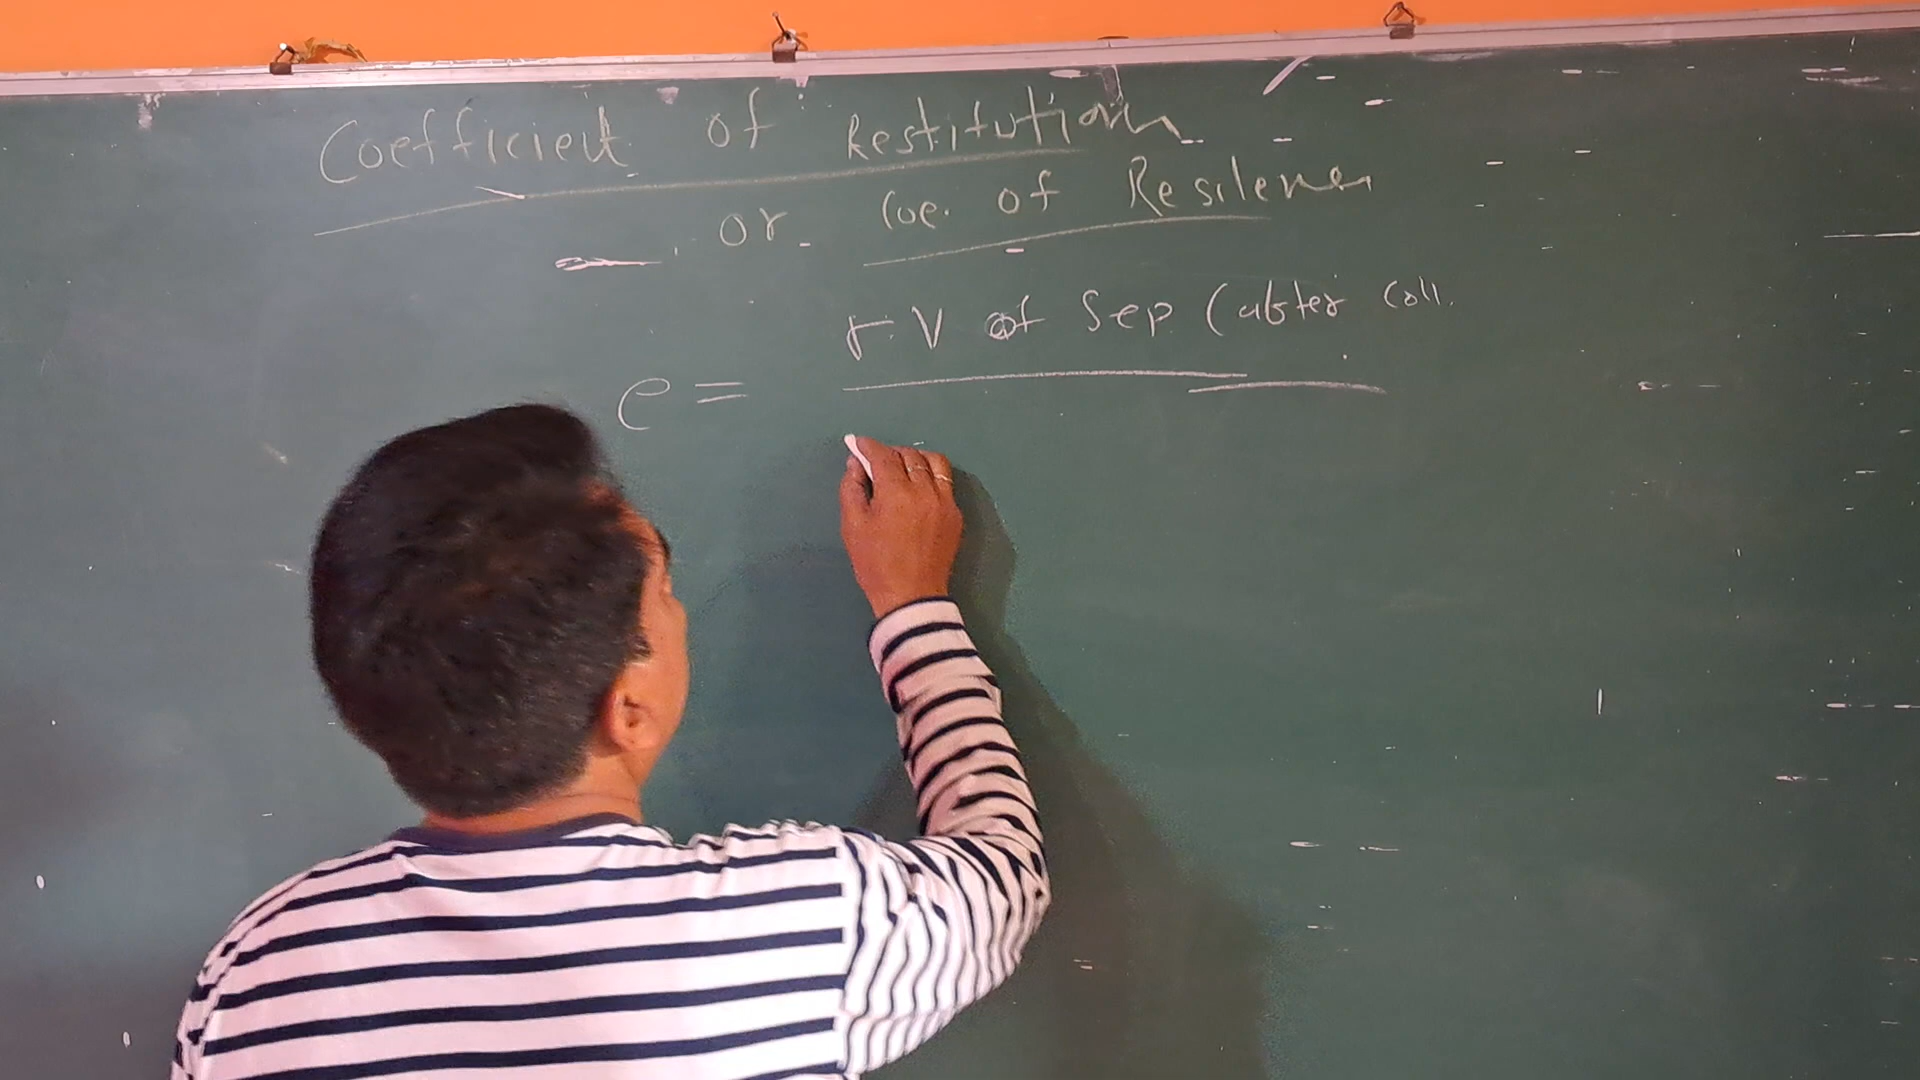 Coefficient of Restitution
or Coe. of Resilence
r.V of Sep (after Coll.
e =